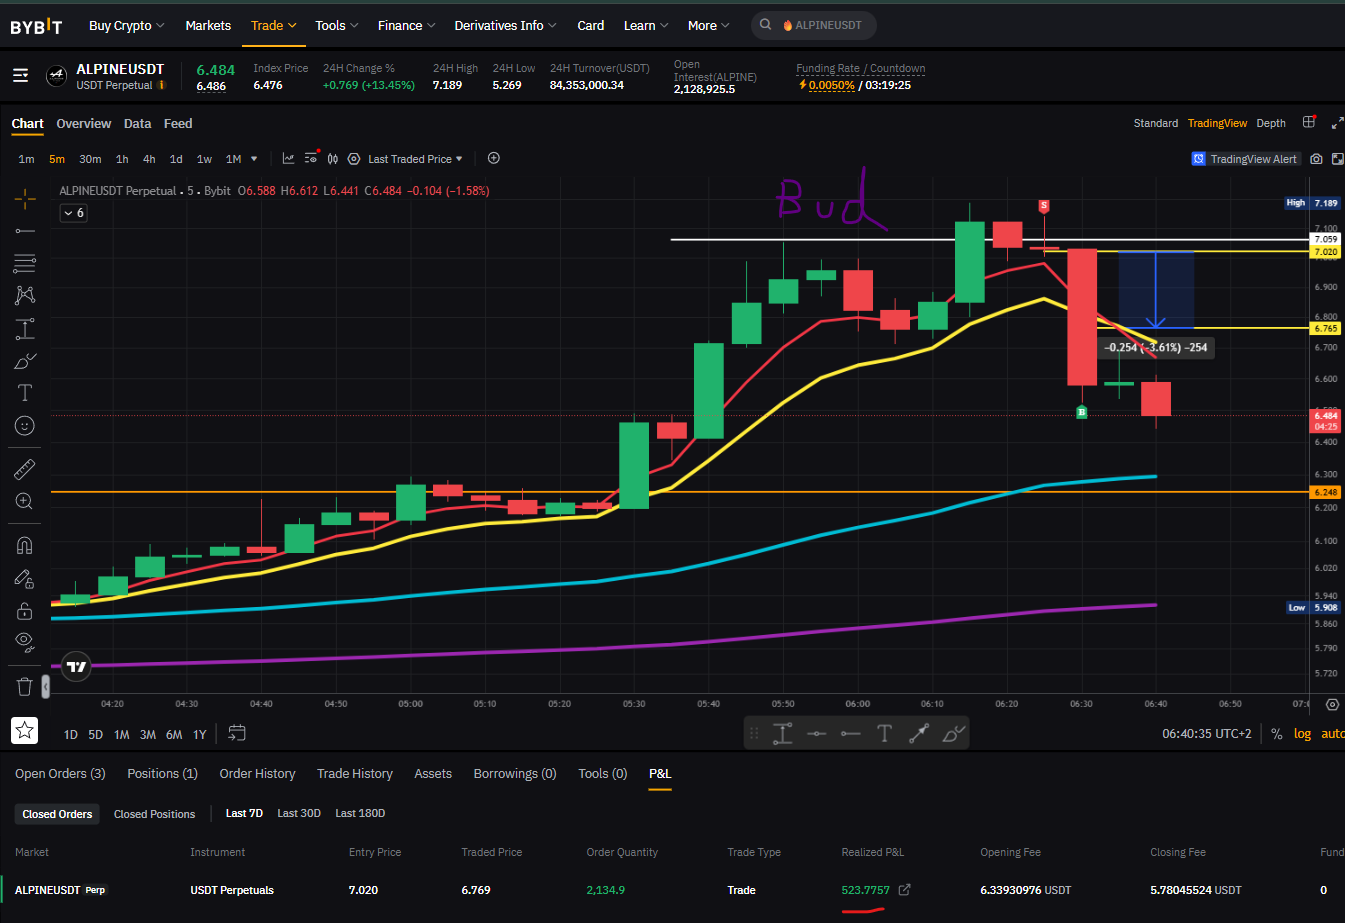 BYBIT Buy Crypto Markets Trade Tools Finance Derivatives Info Card Learn More ALPINEUSDT
ALPINEUSDT
USDT Perpetual
6.484
6.486
Index Price
6.476
24H Change %
+0.769 (+13.45%)
24H High
7.189
24H Low
5.269
24H Turnover(USDT)
84,353,000.34
Open
Interest(ALPINE)
2,128,925.5
Funding Rate / Countdown
0.0050% / 03:19:25
Chart Overview Data Feed
Standard TradingView Depth
1m 5m 30m 1h 4h 1d 1w 1M Last Traded Price
TradingView Alert
ALPINEUSDT Perpetual · 5 · Bybit O6.588 H6.612 L6.441 C6.484 −0.104 (−1.58%)
6
Bud
S
B
−0.254 (−3.61%) −254
High 7.189
7.100
7.059
7.020
6.900
6.800
6.765
6.700
6.600
6.484
04:25
6.400
6.300
6.248
6.200
6.100
6.020
5.940
Low 5.908
5.860
5.790
5.720
04:20 04:30 04:40 04:50 05:00 05:10 05:20 05:30 05:40 05:50 06:00 06:10 06:20 06:30 06:40 06:50
1D 5D 1M 3M 6M 1Y
06:40:35 UTC+2 % log auto
Open Orders (3) Positions (1) Order History Trade History Assets Borrowings (0) Tools (0) P&L
Closed Orders Closed Positions Last 7D Last 30D Last 180D
Market Instrument Entry Price Traded Price Order Quantity Trade Type Realized P&L Opening Fee Closing Fee Fund
ALPINEUSDT Perp USDT Perpetuals 7.020 6.769 2,134.9 Trade 523.7757 6.33930976 USDT 5.78045524 USDT 0